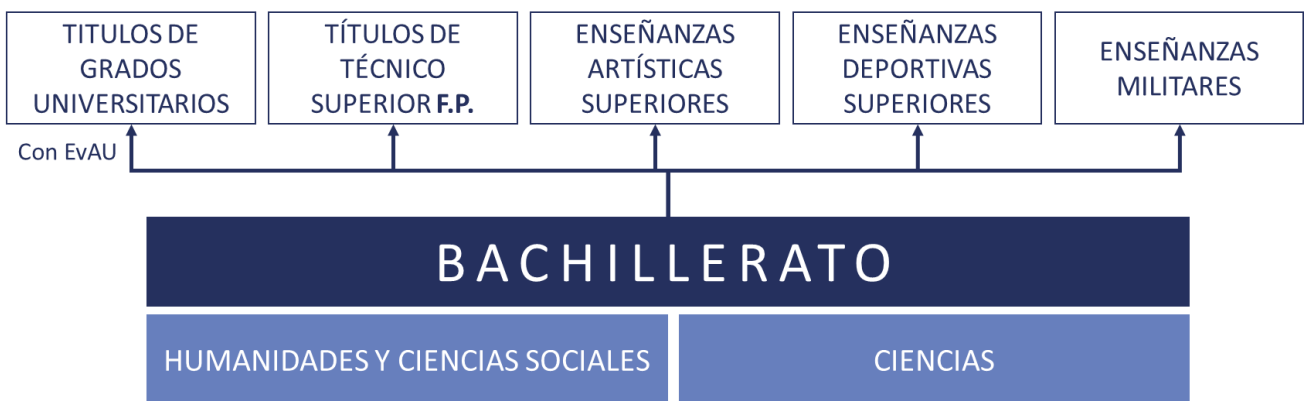 TITULOS DE
GRADOS
UNIVERSITARIOS
TÍTULOS DE
TÉCNICO
SUPERIOR F.P.
ENSEÑANZAS
ARTÍSTICAS
SUPERIORES
ENSEÑANZAS
DEPORTIVAS
SUPERIORES
ENSEÑANZAS
MILITARES
Con EvAU
BACHILLERATO
HUMANIDADES Y CIENCIAS SOCIALES
CIENCIAS